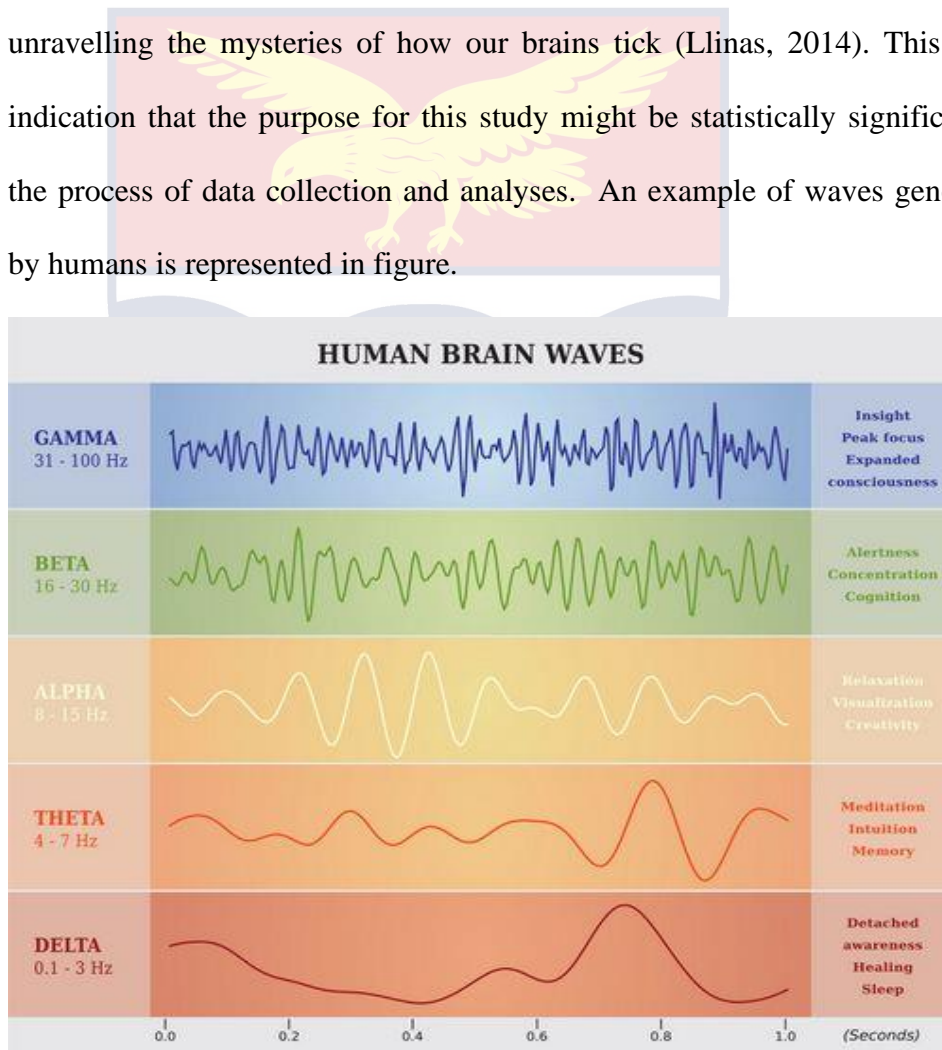 unravelling the mysteries of how our brains tick (Llinas, 2014). This
indication that the purpose for this study might be statistically signific
the process of data collection and analyses. An example of waves gen
by humans is represented in figure.
HUMAN BRAIN WAVES
GAMMA
31 - 100 Hz
Insight
Peak focus
Expanded
consciousness
BETA
16 - 30 Hz
Alertness
Concentration
Cognition
ALPHA
8 - 15 Hz
Relaxation
Visualization
Creativity
THETA
4 - 7 Hz
Meditation
Intuition
Memory
DELTA
0.1 - 3 Hz
Detached
awareness
Healing
Sleep
0.0 0.2 0.4 0.6 0.8 1.0 (Seconds)